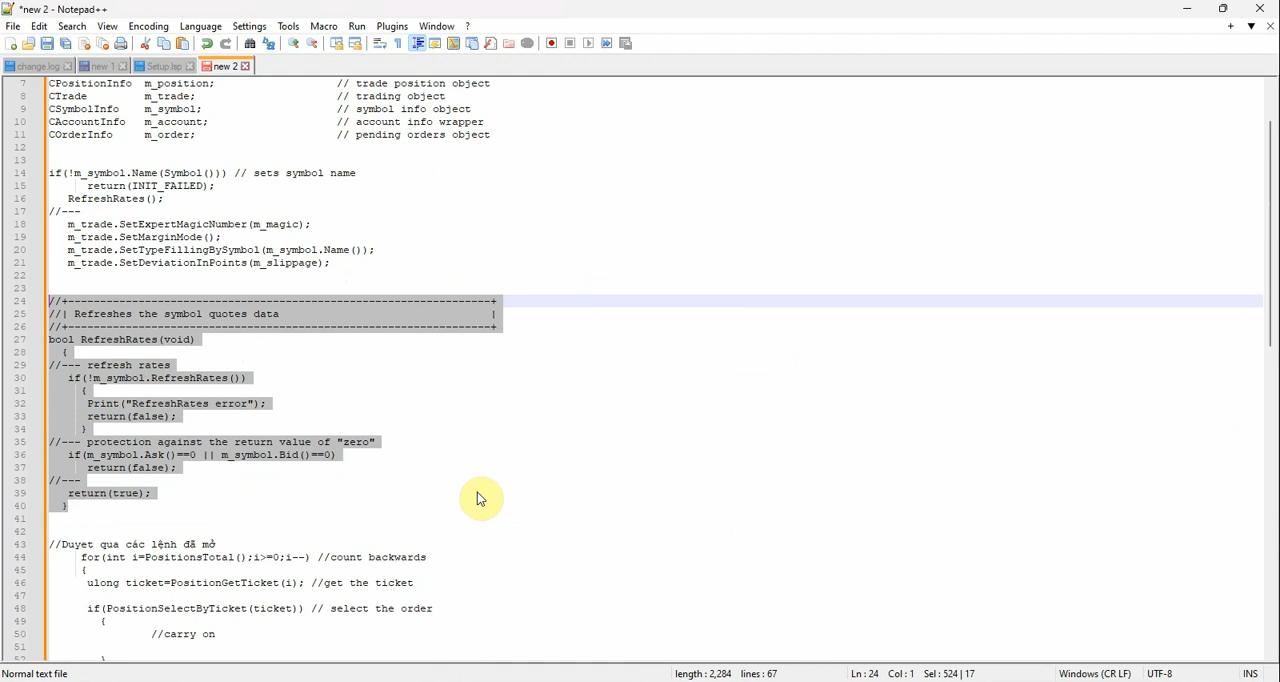 *new 2 - Notepad++
File Edit Search View Encoding Language Settings Tools Macro Run Plugins Window ?
change.log new 1 Setup.lsp new 2
7 CPositionInfo m_position; // trade position object
8 CTrade m_trade; // trading object
9 CSymbolInfo m_symbol; // symbol info object
10 CAccountInfo m_account; // account info wrapper
11 COrderInfo m_order; // pending orders object
12
13
14 if(!m_symbol.Name(Symbol())) // sets symbol name
15 return(INIT_FAILED);
16 RefreshRates();
17 //---
18 m_trade.SetExpertMagicNumber(m_magic);
19 m_trade.SetMarginMode();
20 m_trade.SetTypeFillingBySymbol(m_symbol.Name());
21 m_trade.SetDeviationInPoints(m_slippage);
22
23
24 //+------------------------------------------------------------------+
25 //| Refreshes the symbol quotes data |
26 //+------------------------------------------------------------------+
27 bool RefreshRates(void)
28 {
29 //--- refresh rates
30 if(!m_symbol.RefreshRates())
31 {
32 Print("RefreshRates error");
33 return(false);
34 }
35 //--- protection against the return value of "zero"
36 if(m_symbol.Ask()==0 || m_symbol.Bid()==0)
37 return(false);
38 //---
39 return(true);
40 }
41
42
43 //Duyet qua các lệnh đã mở
44 for(int i=PositionsTotal();i>=0;i--) //count backwards
45 {
46 ulong ticket=PositionGetTicket(i); //get the ticket
47
48 if(PositionSelectByTicket(ticket)) // select the order
49 {
50 //carry on
51
52 }
Normal text file length : 2,284 lines : 67 Ln : 24 Col : 1 Sel : 524 | 17 Windows (CR LF) UTF-8 INS